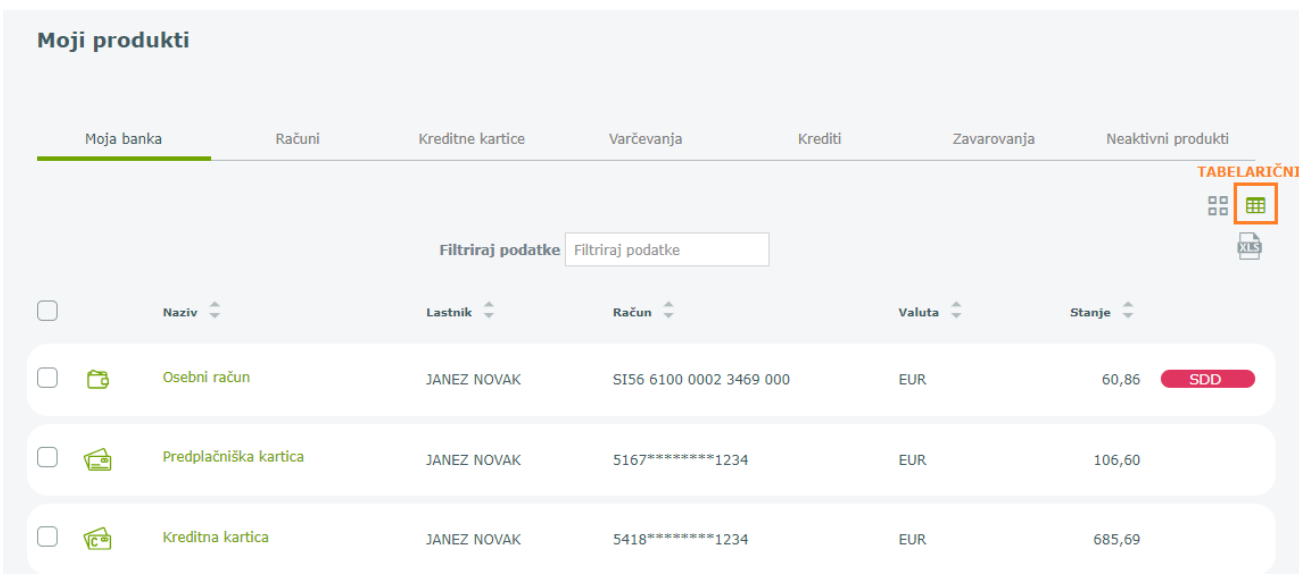 Moji produkti
Moja banka Računi Kreditne kartice Varčevanja Krediti Zavarovanja Neaktivni produkti
TABELARIČNI
XLS
Filtriraj podatke Filtriraj podatke
Naziv Lastnik Račun Valuta Stanje
Osebni račun JANEZ NOVAK SI56 6100 0002 3469 000 EUR 60,86 SDD
Predplačniška kartica JANEZ NOVAK 5167********1234 EUR 106,60
Kreditna kartica JANEZ NOVAK 5418********1234 EUR 685,69